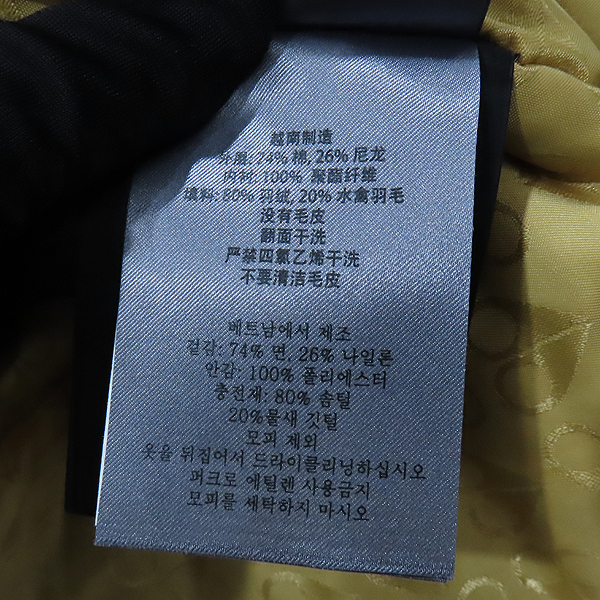 越南制造
外面: 74% 棉, 26% 尼龙
内衬: 100% 聚酯纤维
填料: 80% 羽绒, 20% 水禽羽毛
没有毛皮
翻面干洗
严禁四氯乙烯干洗
不要清洁毛皮
베트남에서 제조
겉감: 74% 면, 26% 나일론
안감: 100% 폴리에스터
충전재: 80% 솜털
20%물새 깃털
모피 제외
옷을 뒤집어서 드라이클리닝하십시오
퍼크로 에틸렌 사용금지
모피를 세탁하지 마시오